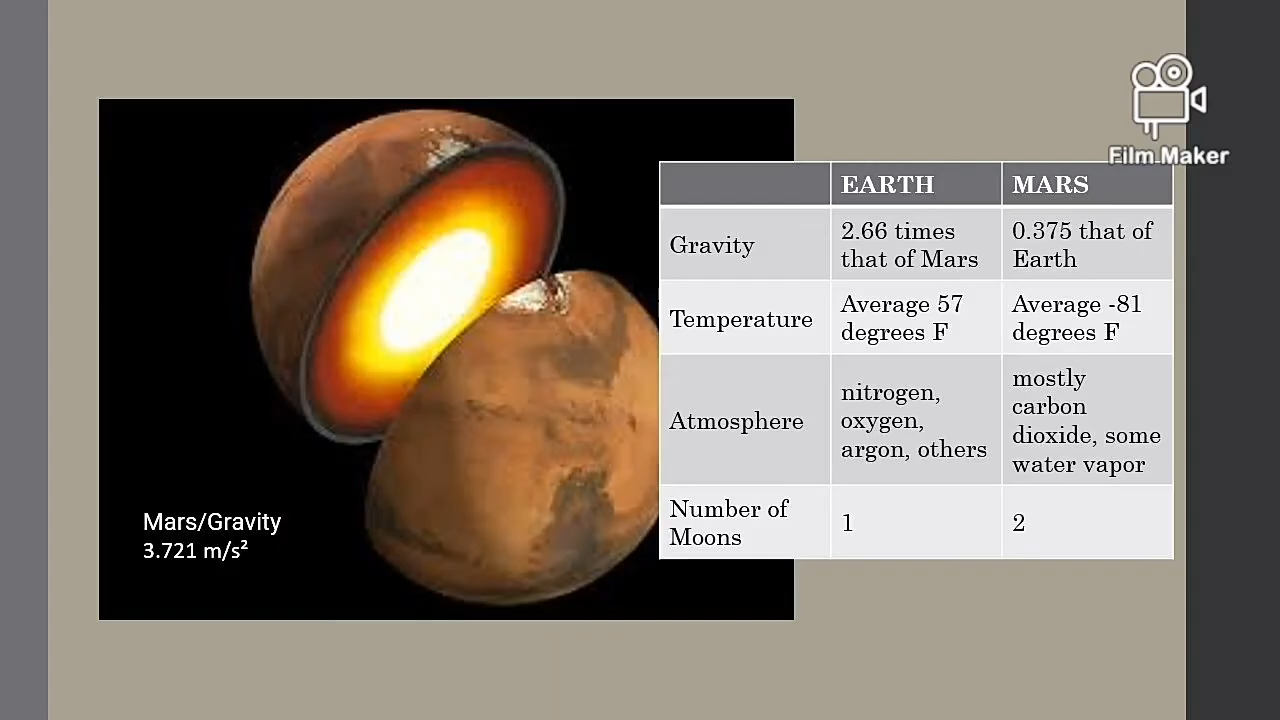 Film Maker
EARTH
MARS
Gravity
2.66 times
that of Mars
0.375 that of
Earth
Temperature
Average 57
degrees F
Average -81
degrees F
Atmosphere
nitrogen,
oxygen,
argon, others
mostly
carbon
dioxide, some
water vapor
Number of
Moons
1
2
Mars/Gravity
3.721 m/s²